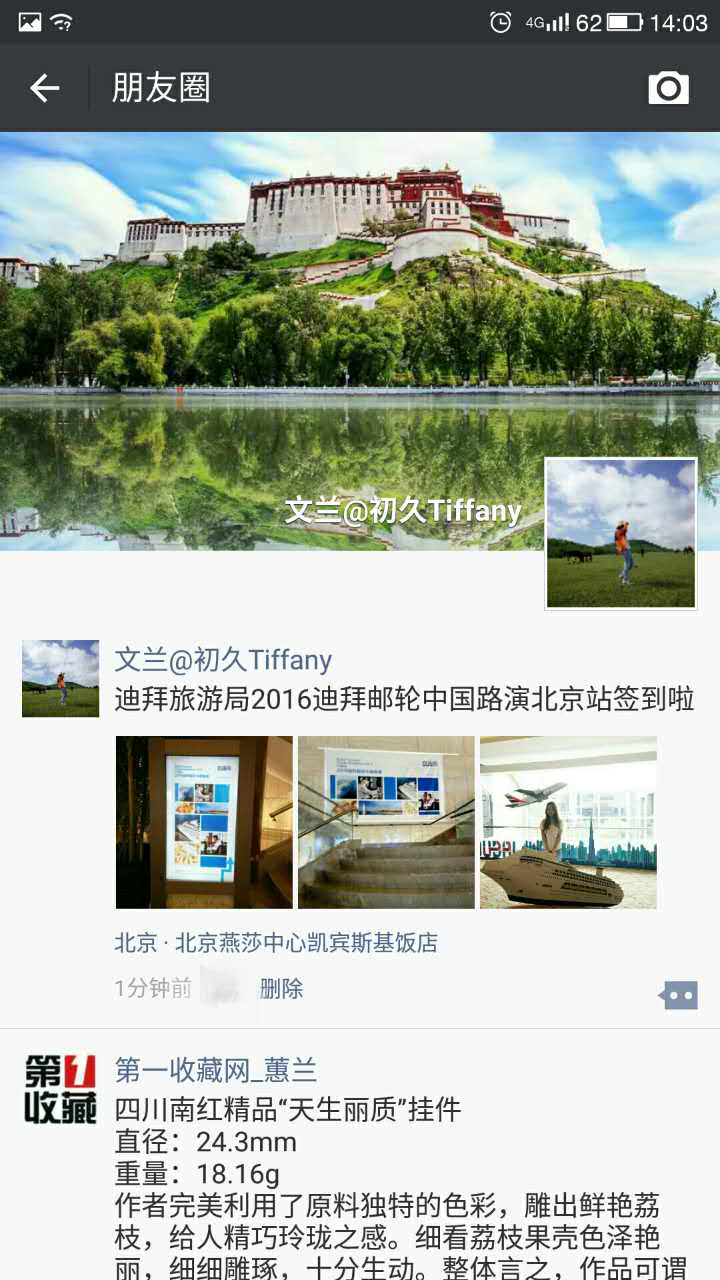 4G 62 14:03
朋友圈
文兰@初久Tiffany
文兰@初久Tiffany
迪拜旅游局2016迪拜邮轮中国路演北京站签到啦
北京 · 北京燕莎中心凯宾斯基饭店
1分钟前 删除
第1收藏
第一收藏网_蕙兰
四川南红精品“天生丽质”挂件
直径：24.3mm
重量：18.16g
作者完美利用了原料独特的色彩，雕出鲜艳荔
枝，给人精巧玲珑之感。细看荔枝果壳色泽艳
丽，细细雕琢，十分生动。整体言之，作品可谓